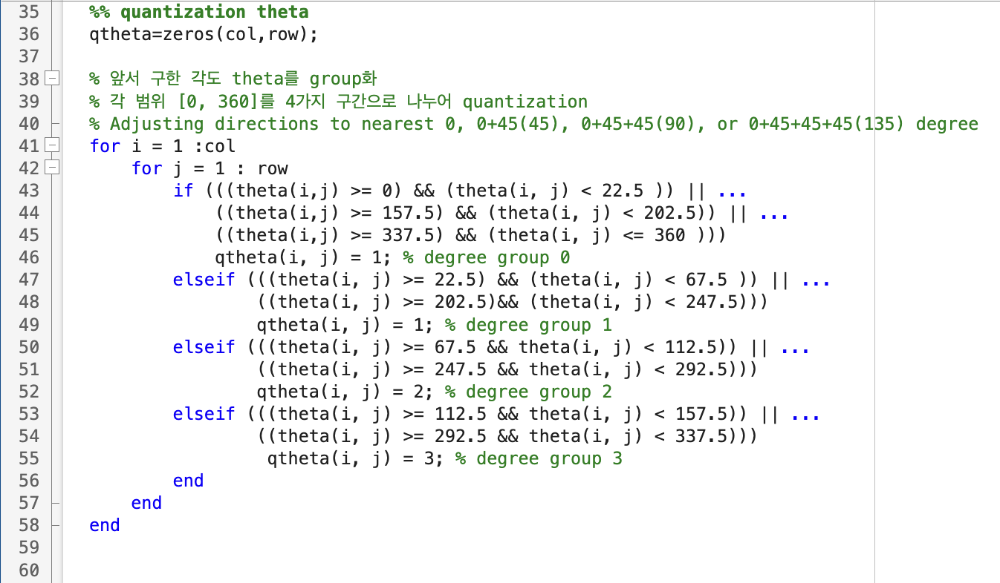 35 %% quantization theta
36 qtheta=zeros(col,row);
37
38 % 앞서 구한 각도 theta를 group화
39 % 각 범위 [0, 360]를 4가지 구간으로 나누어 quantization
40 % Adjusting directions to nearest 0, 0+45(45), 0+45+45(90), or 0+45+45+45(135) degree
41 for i = 1 :col
42     for j = 1 : row
43         if (((theta(i,j) >= 0) && (theta(i, j) < 22.5 )) || ...
44             ((theta(i,j) >= 157.5) && (theta(i, j) < 202.5)) || ...
45             ((theta(i,j) >= 337.5) && (theta(i, j) <= 360 )))
46             qtheta(i, j) = 1; % degree group 0
47         elseif (((theta(i, j) >= 22.5) && (theta(i, j) < 67.5 )) || ...
48                 ((theta(i, j) >= 202.5)&& (theta(i, j) < 247.5)))
49                 qtheta(i, j) = 1; % degree group 1
50         elseif (((theta(i, j) >= 67.5 && theta(i, j) < 112.5)) || ...
51                 ((theta(i, j) >= 247.5 && theta(i, j) < 292.5)))
52                 qtheta(i, j) = 2; % degree group 2
53         elseif (((theta(i, j) >= 112.5 && theta(i, j) < 157.5)) || ...
54                 ((theta(i, j) >= 292.5 && theta(i, j) < 337.5)))
55                  qtheta(i, j) = 3; % degree group 3
56         end
57     end
58 end
59
60